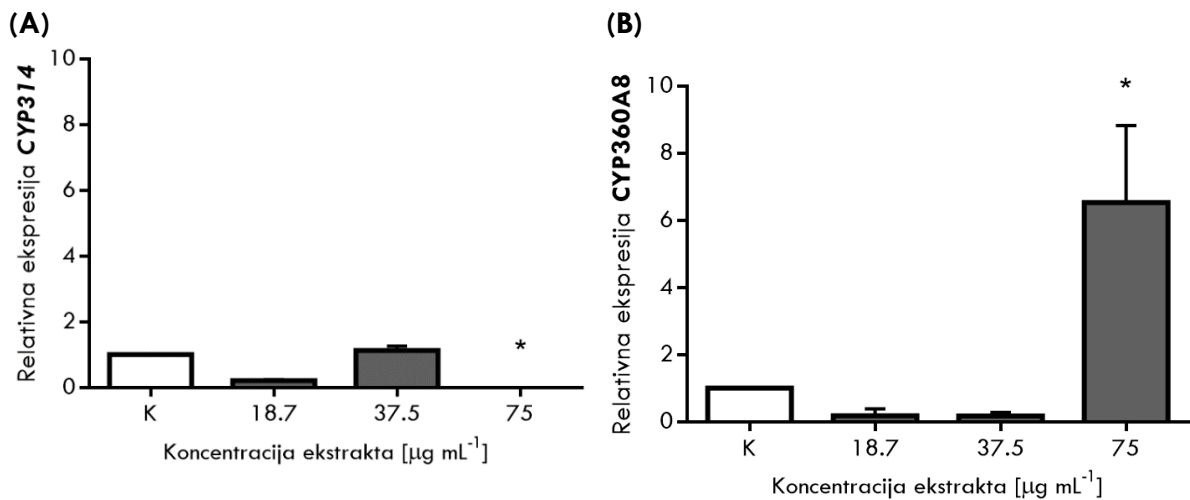 (A)
Relativna ekspresija CYP314
10
8
6
4
2
0
*
K 18.7 37.5 75
Koncentracija ekstrakta [µg mL⁻¹]
(B)
Relativna ekspresija CYP360A8
10
8
6
4
2
0
*
K 18.7 37.5 75
Koncentracija ekstrakta [µg mL⁻¹]